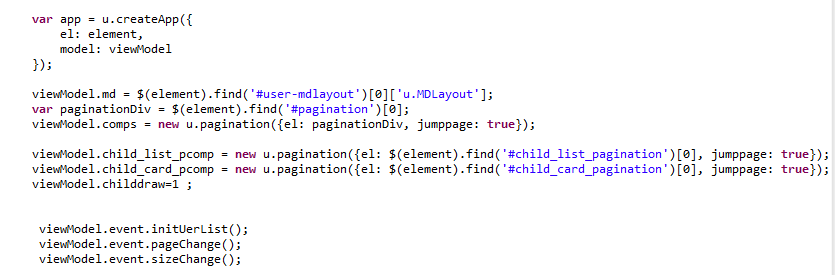 var app = u.createApp({
el: element,
model: viewModel
});
viewModel.md = $(element).find('#user-mdlayout')[0]['u.MDLayout'];
var paginationDiv = $(element).find('#pagination')[0];
viewModel.comps = new u.pagination({el: paginationDiv, jumppage: true});
viewModel.child_list_pcomp = new u.pagination({el: $(element).find('#child_list_pagination')[0], jumppage: true});
viewModel.child_card_pcomp = new u.pagination({el: $(element).find('#child_card_pagination')[0], jumppage: true});
viewModel.childdraw=1 ;
viewModel.event.initUerList();
viewModel.event.pageChange();
viewModel.event.sizeChange();